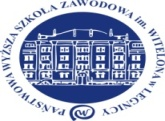 PAŃSTWOWA WYŻSZA SZKOŁA ZAWODOWA im. WITELONA w LEGNICY